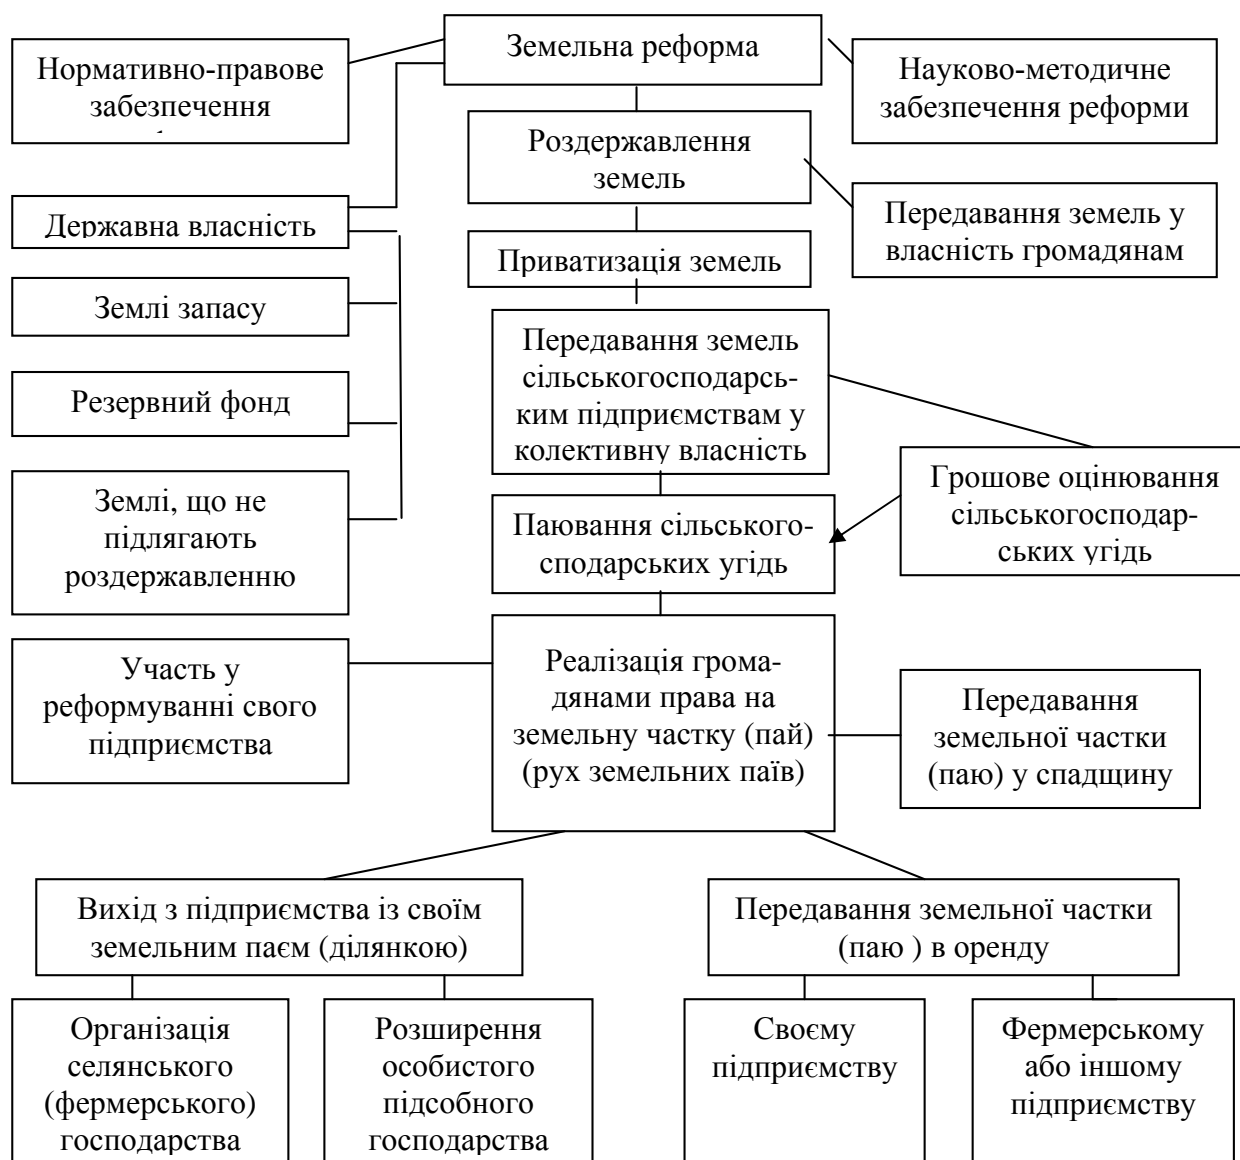 Земельна реформа
Нормативно-правове
забезпечення
Науково-методичне
забезпечення реформи
Роздержавлення
земель
Державна власність
Передавання земель у
власність громадянам
Приватизація земель
Землі запасу
Передавання земель
сільськогосподарсь-
ким підприємствам у
колективну власність
Резервний фонд
Грошове оцінювання
сільськогосподар-
ських угідь
Землі, що не
підлягають
роздержавленню
Паювання сільського-
сподарських угідь
Участь у
реформуванні свого
підприємства
Реалізація грома-
дянами права на
земельну частку (пай)
(рух земельних паїв)
Передавання
земельної частки
(паю) у спадщину
Вихід з підприємства із своїм
земельним паєм (ділянкою)
Передавання земельної частки
(паю ) в оренду
Організація
селянського
(фермерського)
господарства
Розширення
особистого
підсобного
господарства
Своєму
підприємству
Фермерському
або іншому
підприємству